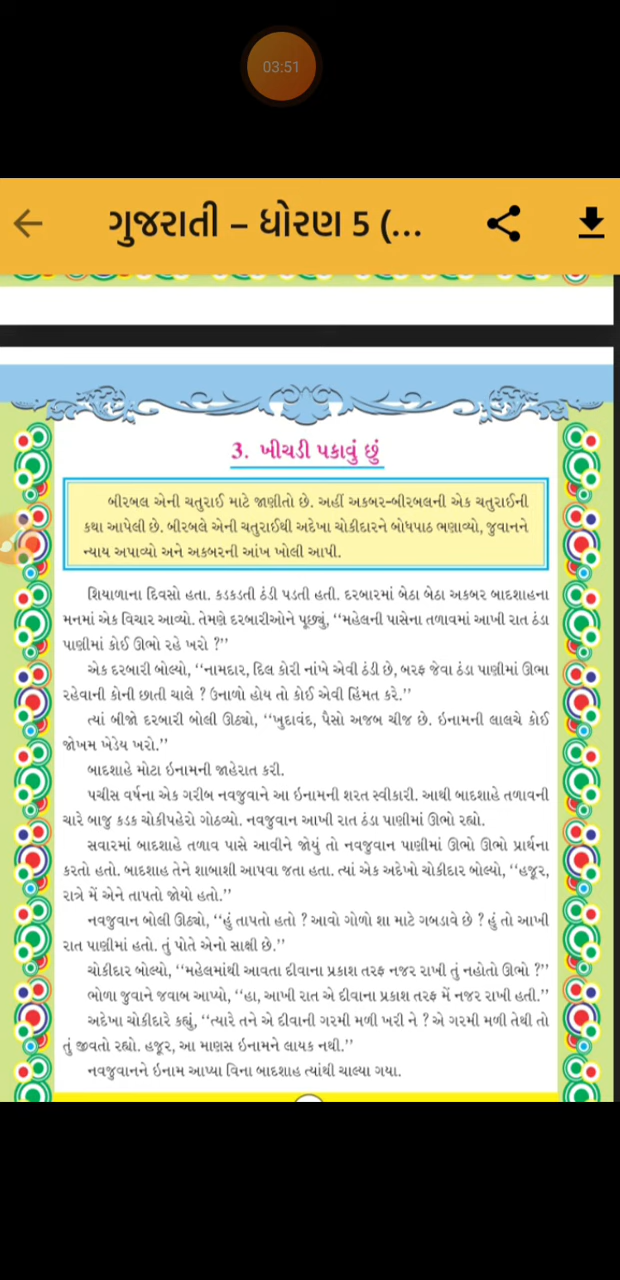 03:51
ગુજરાતી – ધોરણ 5 (...
3. ખીચડી પકાવું છું
બીરબલ એની ચતુરાઈ માટે જાણીતો છે. અહીં અકબર-બીરબલની એક ચતુરાઈની
કથા આપેલી છે. બીરબલે એની ચતુરાઈથી અદેખા ચોકીદારને બોધપાઠ ભણાવ્યો, જુવાનને
ન્યાય અપાવ્યો અને અકબરની આંખ ખોલી આપી.
શિયાળાના દિવસો હતા. કડકડતી ઠંડી પડતી હતી. દરબારમાં બેઠા બેઠા અકબર બાદશાહના
મનમાં એક વિચાર આવ્યો. તેમણે દરબારીઓને પૂછ્યું, ‘‘મહેલની પાસેના તળાવમાં આખી રાત ઠંડા
પાણીમાં કોઈ ઊભો રહે ખરો ?’’
એક દરબારી બોલ્યો, ‘‘નામદાર, દિલ કોરી નાંખે એવી ઠંડી છે, બરફ જેવા ઠંડા પાણીમાં ઊભા
રહેવાની કોની છાતી ચાલે ? ઉનાળો હોય તો કોઈ એવી હિંમત કરે.’’
ત્યાં બીજો દરબારી બોલી ઊઠ્યો, ‘‘ખુદાવંદ, પૈસો અજબ ચીજ છે. ઇનામની લાલચે કોઈ
જોખમ ખેડેય ખરો.’’
બાદશાહે મોટા ઇનામની જાહેરાત કરી.
પચીસ વર્ષના એક ગરીબ નવજુવાને આ ઇનામની શરત સ્વીકારી. આથી બાદશાહે તળાવની
ચારે બાજુ કડક ચોકીપહેરો ગોઠવ્યો. નવજુવાન આખી રાત ઠંડા પાણીમાં ઊભો રહ્યો.
સવારમાં બાદશાહે તળાવ પાસે આવીને જોયું તો નવજુવાન પાણીમાં ઊભો ઊભો પ્રાર્થના
કરતો હતો. બાદશાહ તેને શાબાશી આપવા જતા હતા. ત્યાં એક અદેખો ચોકીદાર બોલ્યો, ‘‘હજૂર,
રાત્રે મેં એને તાપતો જોયો હતો.’’
નવજુવાન બોલી ઊઠ્યો, ‘‘હું તાપતો હતો ? આવો ગોળો શા માટે ગબડાવે છે ? હું તો આખી
રાત પાણીમાં હતો. તું પોતે એનો સાક્ષી છે.’’
ચોકીદાર બોલ્યો, ‘‘મહેલમાંથી આવતા દીવાના પ્રકાશ તરફ નજર રાખી તું નહોતો ઊભો ?’’
ભોળા જુવાને જવાબ આપ્યો, ‘‘હા, આખી રાત એ દીવાના પ્રકાશ તરફ મેં નજર રાખી હતી.’’
અદેખા ચોકીદારે કહ્યું, ‘‘ત્યારે તને એ દીવાની ગરમી મળી ખરી ને ? એ ગરમી મળી તેથી તો
તું જીવતો રહ્યો. હજૂર, આ માણસ ઇનામને લાયક નથી.’’
નવજુવાનને ઇનામ આપ્યા વિના બાદશાહ ત્યાંથી ચાલ્યા ગયા.